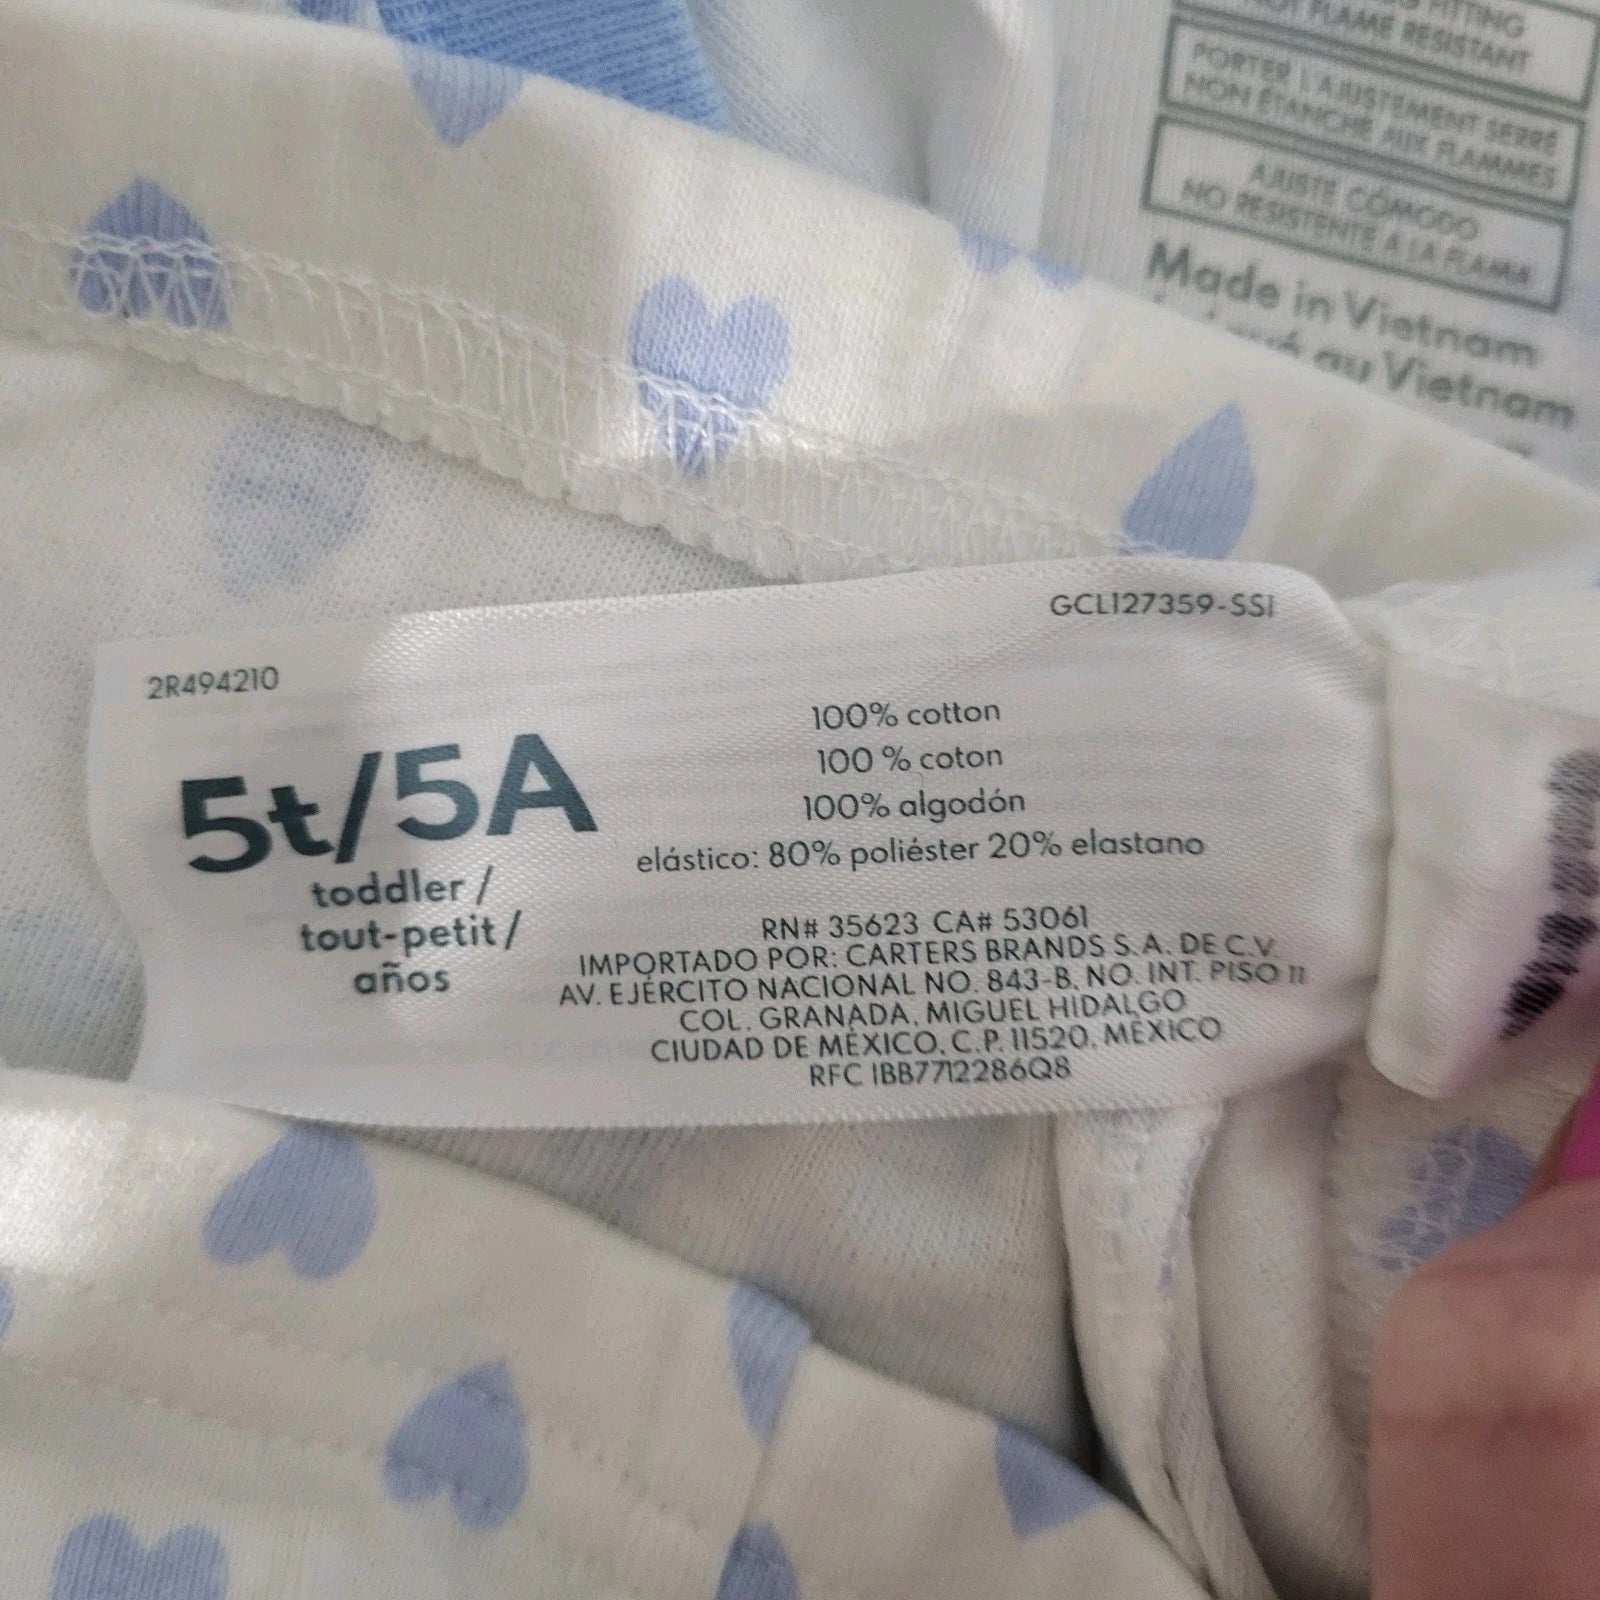 FITTING
NOT FLAME RESISTANT
PORTER L'AJUSTEMENT SERRÉ
NON ÉTANCHE AUX FLAMMES
AJUSTE CÓMODO
NO RESISTENTE A LA FLAMA
Made in Vietnam
au Vietnam
GCL127359-SS1
2R494210
5t/5A
toddler /
tout-petit /
años
100% cotton
100 % coton
100% algodón
elástico: 80% poliéster 20% elastano
RN# 35623 CA# 53061
IMPORTADO POR: CARTERS BRANDS S.A. DE C.V.
AV. EJÉRCITO NACIONAL NO. 843-B, NO. INT. PISO 11
COL. GRANADA, MIGUEL HIDALGO
CIUDAD DE MÉXICO, C.P. 11520, MÉXICO
RFC IBB7712286Q8